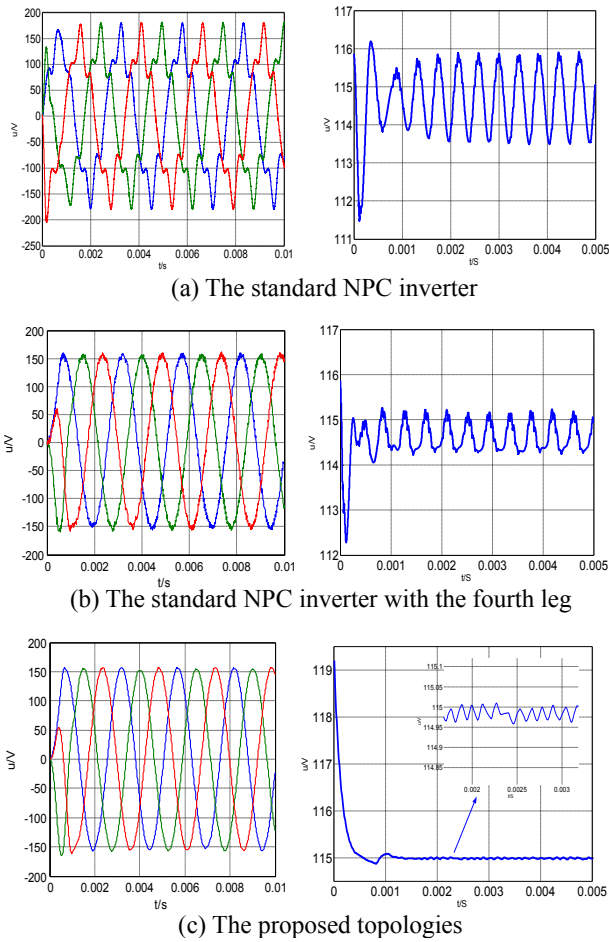 200
150
100
50
0
-50
-100
-150
-200
-250
u/V
0 0.002 0.004 0.006 0.008 0.01
t/s
117
116
115
114
113
112
111
u/V
0 0.001 0.002 0.003 0.004 0.005
t/S
(a) The standard NPC inverter
200
150
100
50
0
-50
-100
-150
-200
u/V
0 0.002 0.004 0.006 0.008 0.01
t/s
117
116
115
114
113
112
u/V
0 0.001 0.002 0.003 0.004 0.005
t/S
(b) The standard NPC inverter with the fourth leg
200
150
100
50
0
-50
-100
-150
-200
u/V
0 0.002 0.004 0.006 0.008 0.01
t/s
119
118
117
116
115
u/V
115.1
115.05
115
114.95
114.9
114.85
u/V
0.002 0.0025 0.003
t/S
0 0.001 0.002 0.003 0.004 0.005
t/S
(c) The proposed topologies